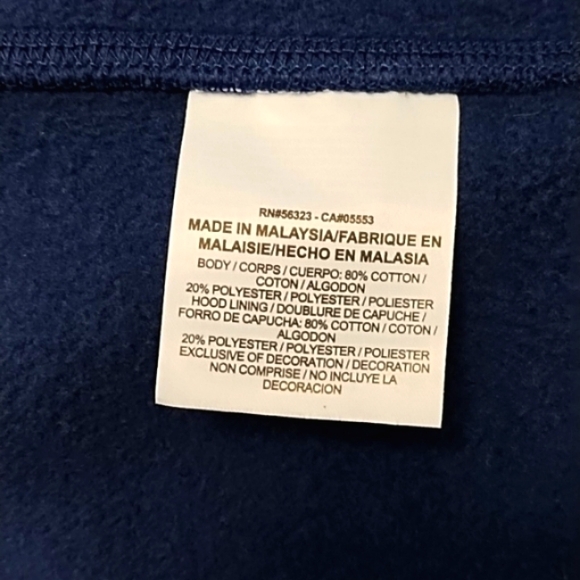 RN#56323 - CA#05553
MADE IN MALAYSIA/FABRIQUE EN
MALAISIE/HECHO EN MALASIA
BODY / CORPS / CUERPO: 80% COTTON /
COTON / ALGODON
20% POLYESTER / POLYESTER / POLIESTER
HOOD LINING / DOUBLURE DE CAPUCHE /
FORRO DE CAPUCHA: 80% COTTON / COTON /
ALGODON
20% POLYESTER / POLYESTER / POLIESTER
EXCLUSIVE OF DECORATION / DECORATION
NON COMPRISE / NO INCLUYE LA
DECORACION